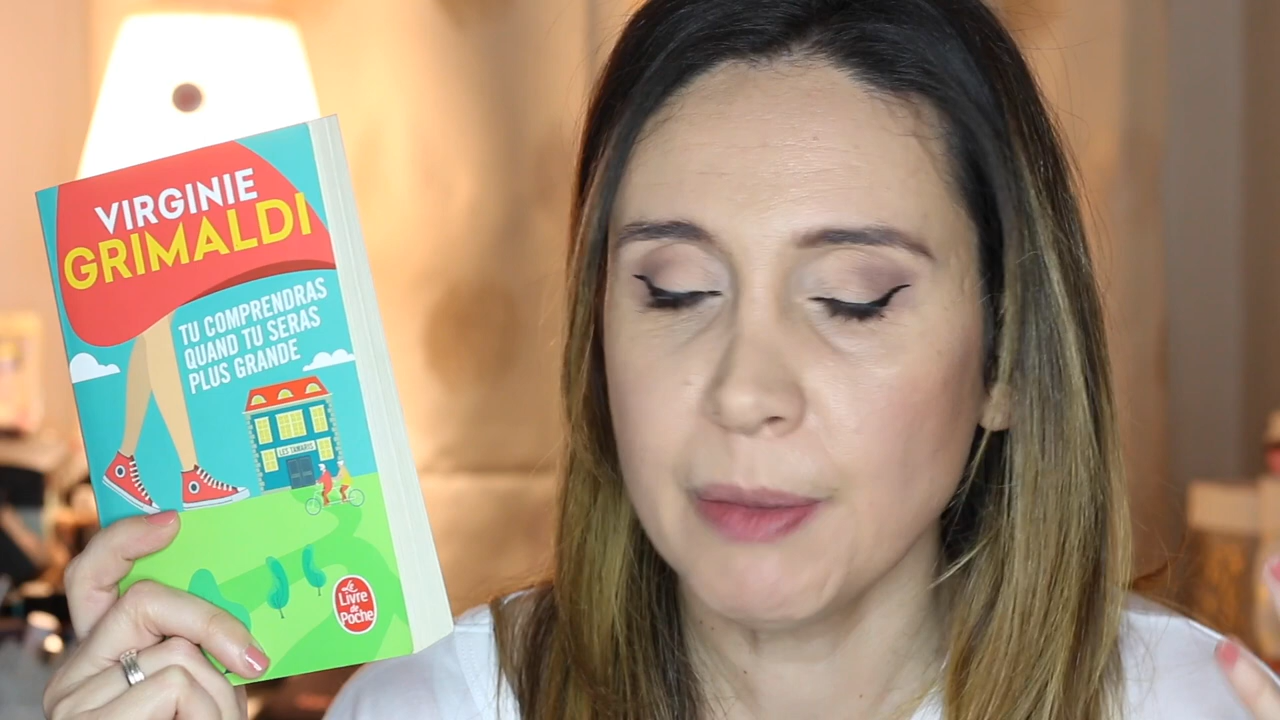 VIRGINIE
GRIMALDI
TU COMPRENDRAS
QUAND TU SERAS
PLUS GRANDE
LES TAMARIS
Le
Livre
de
Poche